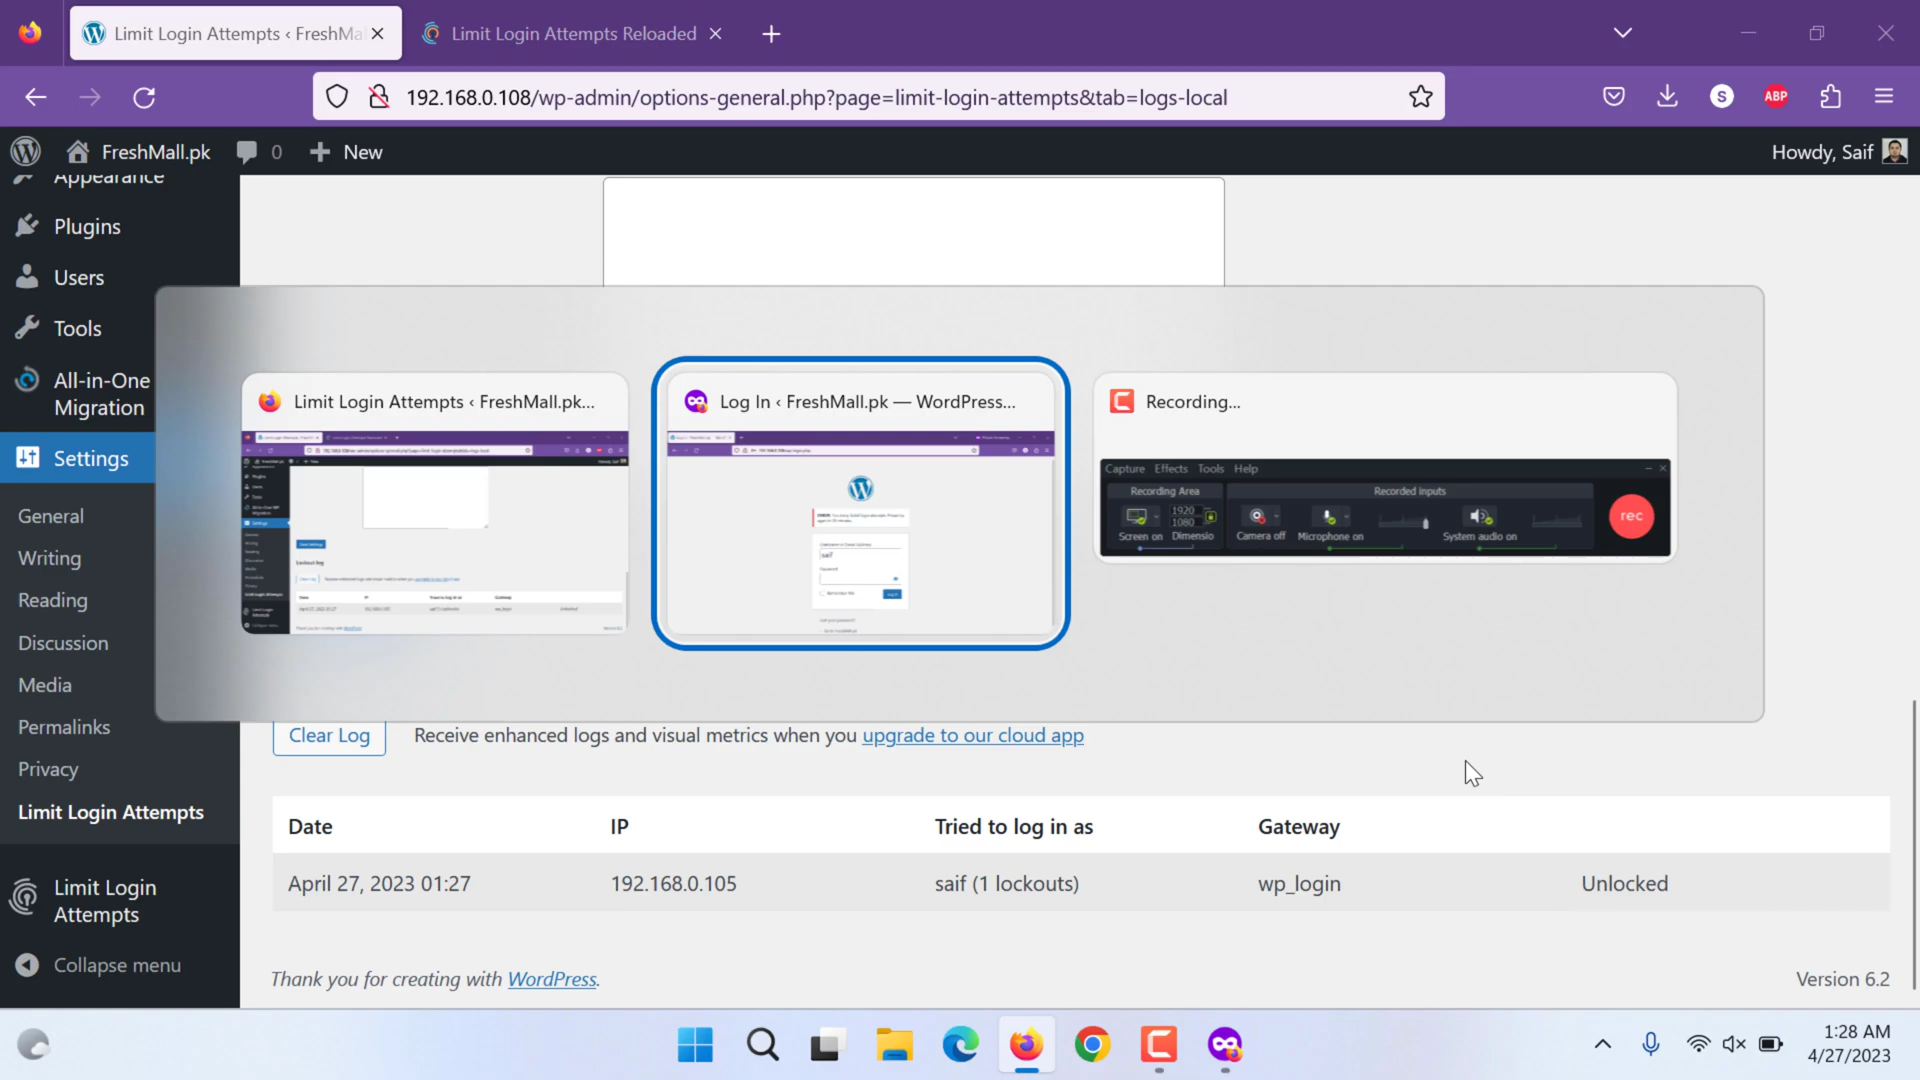 Limit Login Attempts ‹ FreshMa
Limit Login Attempts Reloaded
192.168.0.108/wp-admin/options-general.php?page=limit-login-attempts&tab=logs-local
S
ABP
FreshMall.pk
0
New
Howdy, Saif
Appearance
Plugins
Users
Tools
All-in-One
Migration
Settings
General
Writing
Reading
Discussion
Media
Permalinks
Privacy
Limit Login Attempts
Limit Login
Attempts
Collapse menu
Limit Login Attempts ‹ FreshMall.pk...
Log In ‹ FreshMall.pk — WordPress...
Recording...
Capture Effects Tools Help
Recording Area
Recorded Inputs
1920
1080
rec
Screen on
Dimensio
Camera off
Microphone on
System audio on
Clear Log
Receive enhanced logs and visual metrics when you upgrade to our cloud app
Date IP Tried to log in as Gateway
April 27, 2023 01:27 192.168.0.105 saif (1 lockouts) wp_login Unlocked
Thank you for creating with WordPress.
Version 6.2
1:28 AM
4/27/2023